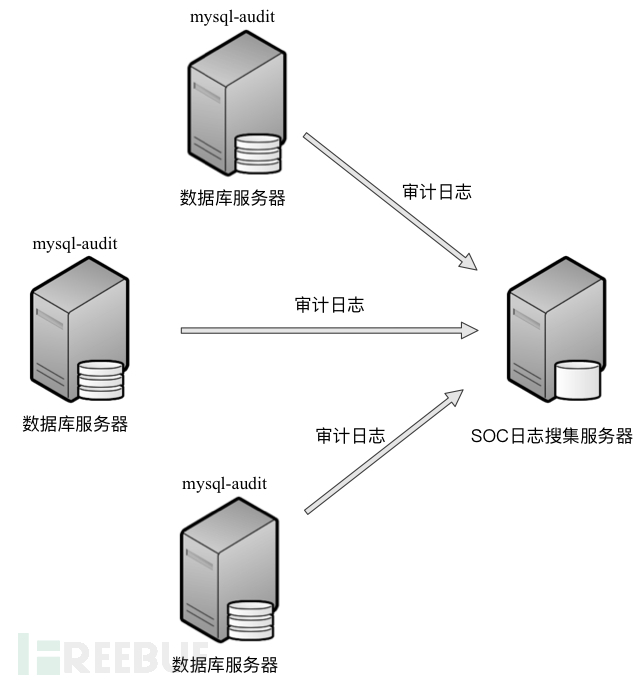 mysql-audit
数据库服务器
审计日志
mysql-audit
审计日志
数据库服务器
SOC日志搜集服务器
审计日志
mysql-audit
数据库服务器
FREEBUF